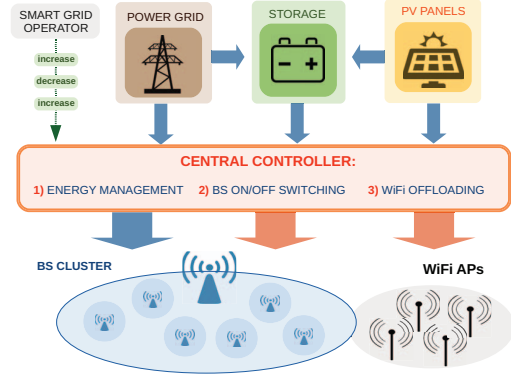 SMART GRID
OPERATOR
POWER GRID
STORAGE
PV PANELS
increase
decrease
increase
CENTRAL CONTROLLER:
1) ENERGY MANAGEMENT 2) BS ON/OFF SWITCHING 3) WiFi OFFLOADING
BS CLUSTER
WiFi APs